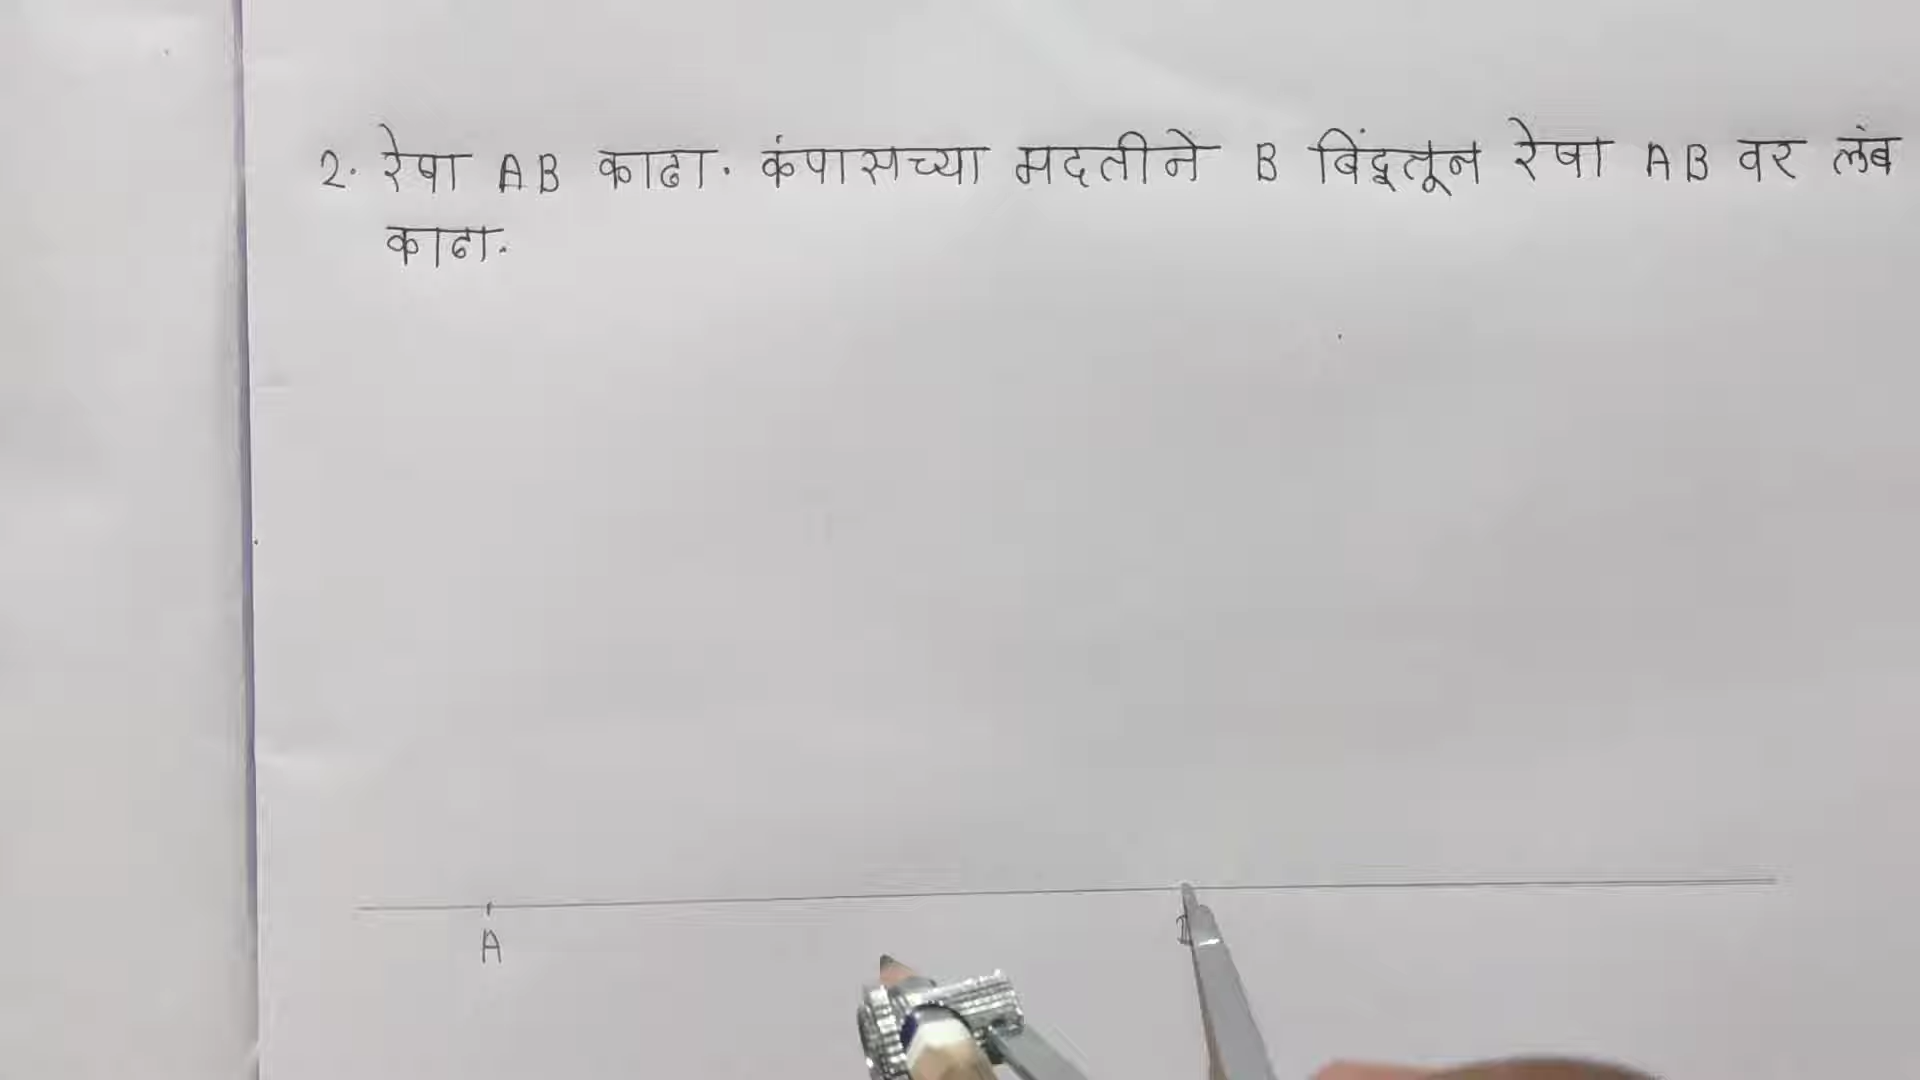 2. रेषा AB काढा. कंपासच्या मदतीने B बिंदूतून रेषा AB वर लंब
काढा.
A